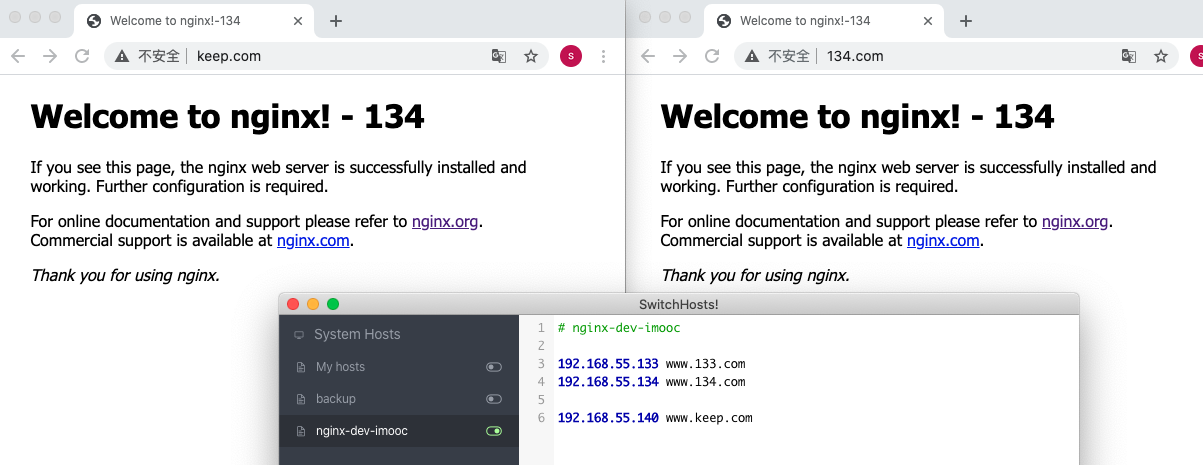 Welcome to nginx!-134
不安全 keep.com
S
Welcome to nginx! - 134
If you see this page, the nginx web server is successfully installed and
working. Further configuration is required.
For online documentation and support please refer to nginx.org.
Commercial support is available at nginx.com.
Thank you for using nginx.
Welcome to nginx!-134
不安全 134.com
S
Welcome to nginx! - 134
If you see this page, the nginx web server is successfully installed and
working. Further configuration is required.
For online documentation and support please refer to nginx.org.
Commercial support is available at nginx.com.
Thank you for using nginx.
SwitchHosts!
System Hosts
My hosts
backup
nginx-dev-imooc
1 # nginx-dev-imooc
2
3 192.168.55.133 www.133.com
4 192.168.55.134 www.134.com
5
6 192.168.55.140 www.keep.com